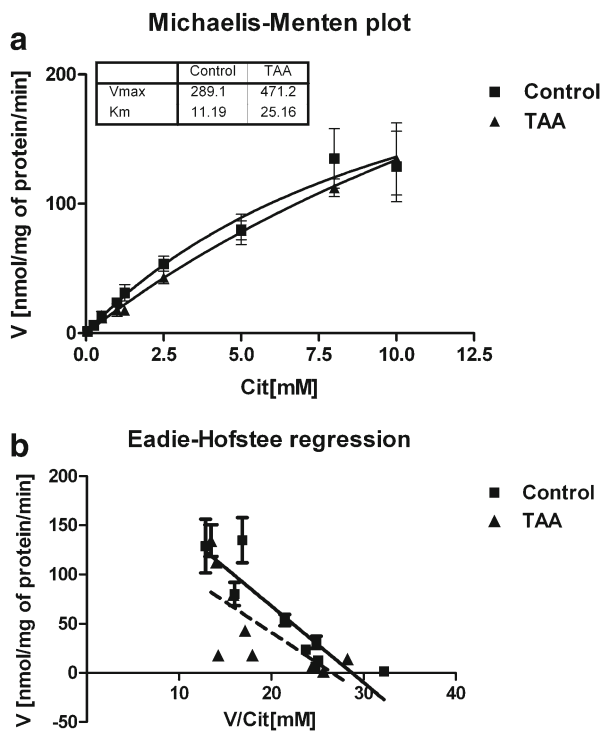 a
Michaelis-Menten plot
V [nmol/mg of protein/min]
200
100
0
Control TAA
Vmax 289.1 471.2
Km 11.19 25.16
Control
TAA
0.0 2.5 5.0 7.5 10.0 12.5
Cit[mM]
b
Eadie-Hofstee regression
V [nmol/mg of protein/min]
200
150
100
50
0
-50
10 20 30 40
V/Cit[mM]
Control
TAA